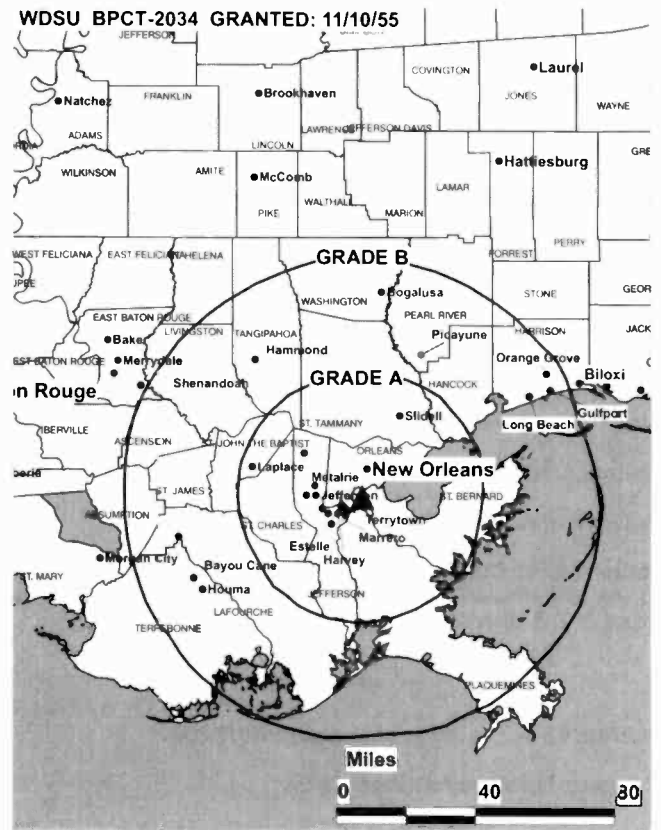 WDSU BPCT-2034 GRANTED: 11/10/55
JEFFERSON
COVINGTON
Laurel
JONES
WAYNE
Natchez
FRANKLIN
Brookhaven
ADAMS
LAWRENCE
JEFFERSON DAVIS
LINCOLN
WILKINSON
AMITE
McComb
Hattiesburg
LAMAR
PIKE
WALTHALL
MARION
PERRY
FORREST
WEST FELICIANA
EAST FELICIANA
HELENA
GRADE B
WASHINGTON
Bogalusa
STONE
GEOR
PEARL RIVER
EAST BATON ROUGE
LIVINGSTON
TANGIPAHOA
HARRISON
JACK
Baker
Picayune
Hammond
WEST BATON ROUGE
Merrydale
Orange Grove
Shenandoah
GRADE A
HANCOCK
Biloxi
on Rouge
Slidell
Gulfport
Long Beach
IBERVILLE
ST. TAMMANY
ASCENSION
ST. JOHN THE BAPTIST
ORLEANS
Laplace
New Orleans
Metairie
ST. JAMES
Jefferson
ST. BERNARD
ASSUMPTION
ST. CHARLES
Terrytown
Estelle
Marrero
Morgan City
Harvey
Bayou Cane
ST. MARY
Houma
JEFFERSON
LAFOURCHE
TERREBONNE
PLAQUEMINES
Miles
0 40 80